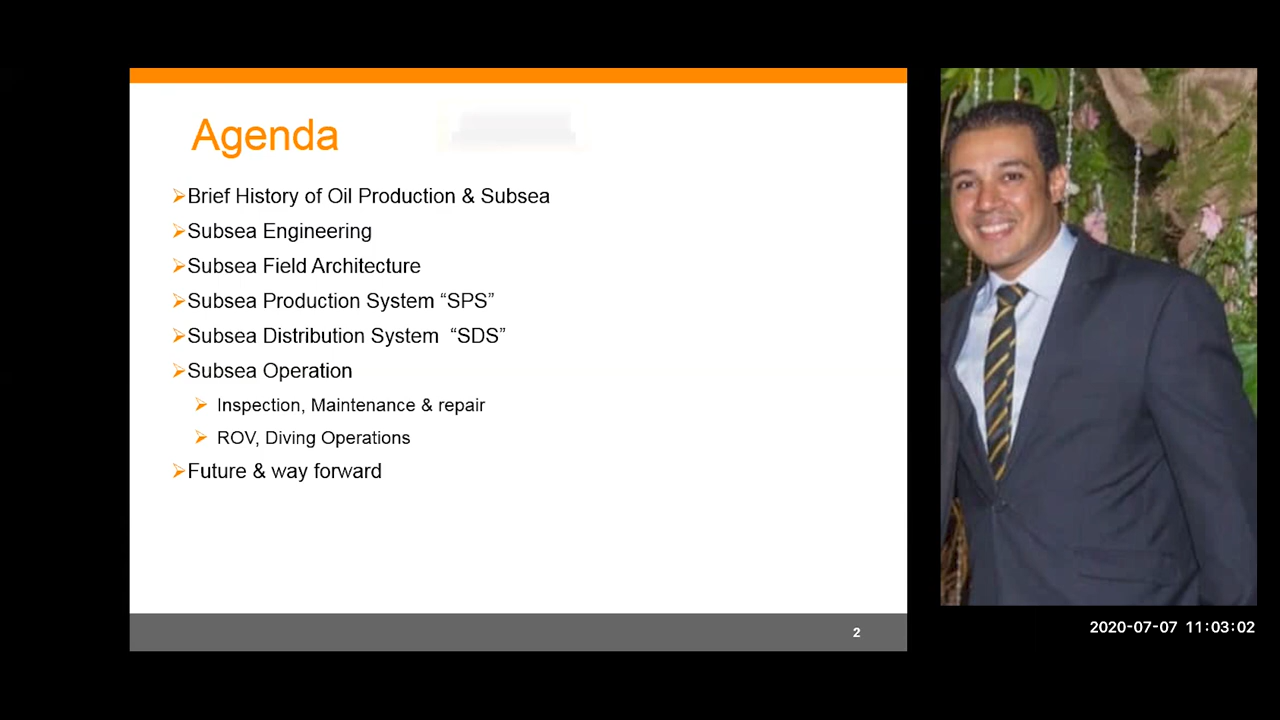 Agenda
➢Brief History of Oil Production & Subsea
➢Subsea Engineering
➢Subsea Field Architecture
➢Subsea Production System “SPS”
➢Subsea Distribution System “SDS”
➢Subsea Operation
➢ Inspection, Maintenance & repair
➢ ROV, Diving Operations
➢Future & way forward
2
2020-07-07 11:03:02